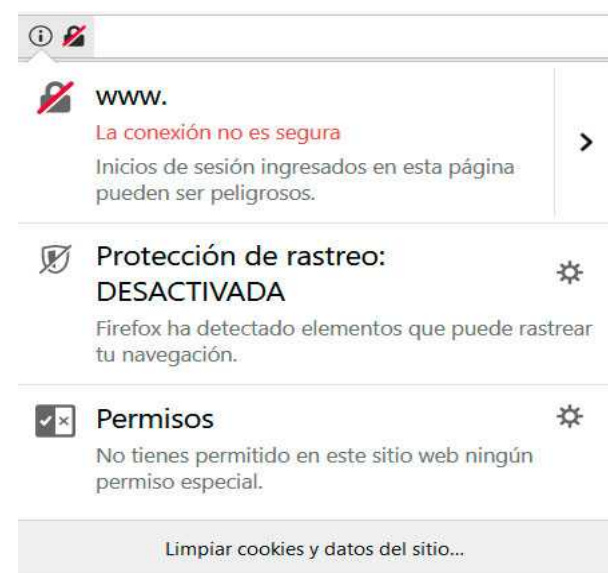 www.
La conexión no es segura
Inicios de sesión ingresados en esta página
pueden ser peligrosos.
Protección de rastreo:
DESACTIVADA
Firefox ha detectado elementos que puede rastrear
tu navegación.
Permisos
No tienes permitido en este sitio web ningún
permiso especial.
Limpiar cookies y datos del sitio...